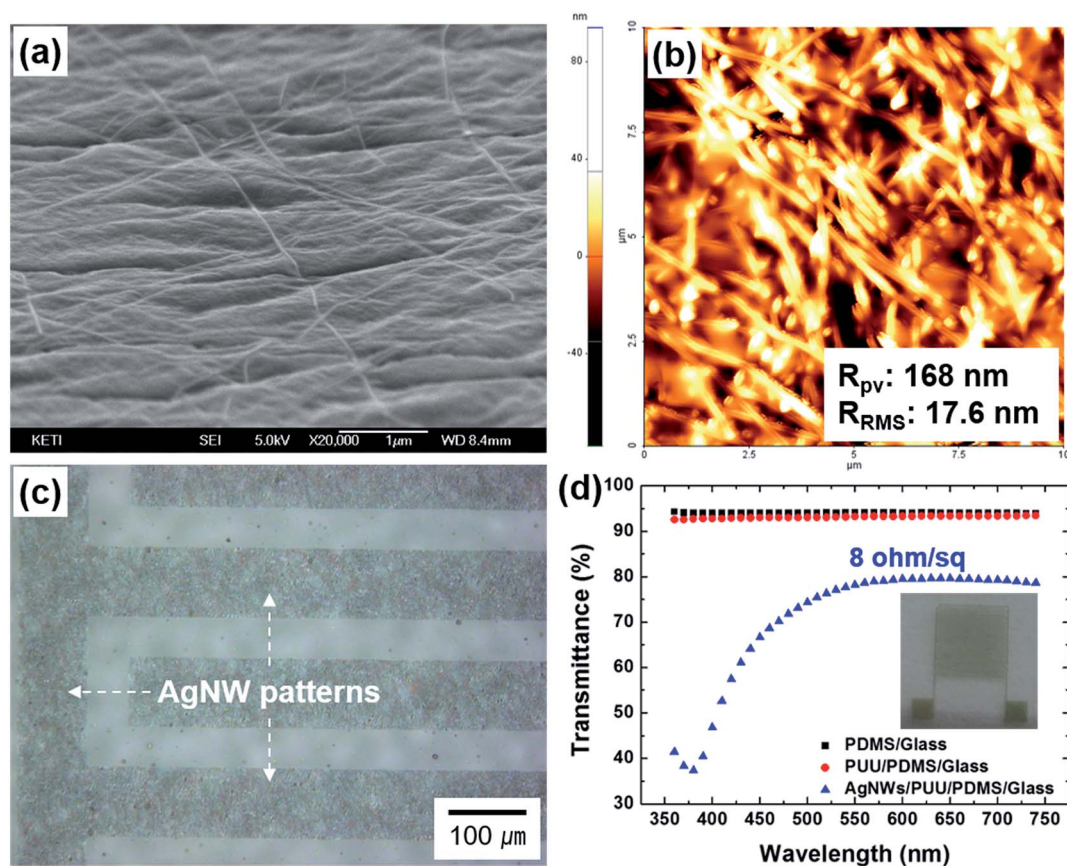 (a)
KETI SEI 5.0kV X20,000 1μm WD 8.4mm
nm
80
40
0
-40
(b)
10
7.5
5
2.5
0
μm
0 2.5 5 7.5 10
μm
R_pv: 168 nm
R_RMS: 17.6 nm
(c)
AgNW patterns
100 μm
(d)
100
90
80
70
60
50
40
30
Transmittance (%)
8 ohm/sq
PDMS/Glass
PUU/PDMS/Glass
AgNWs/PUU/PDMS/Glass
350 400 450 500 550 600 650 700 750
Wavelength (nm)